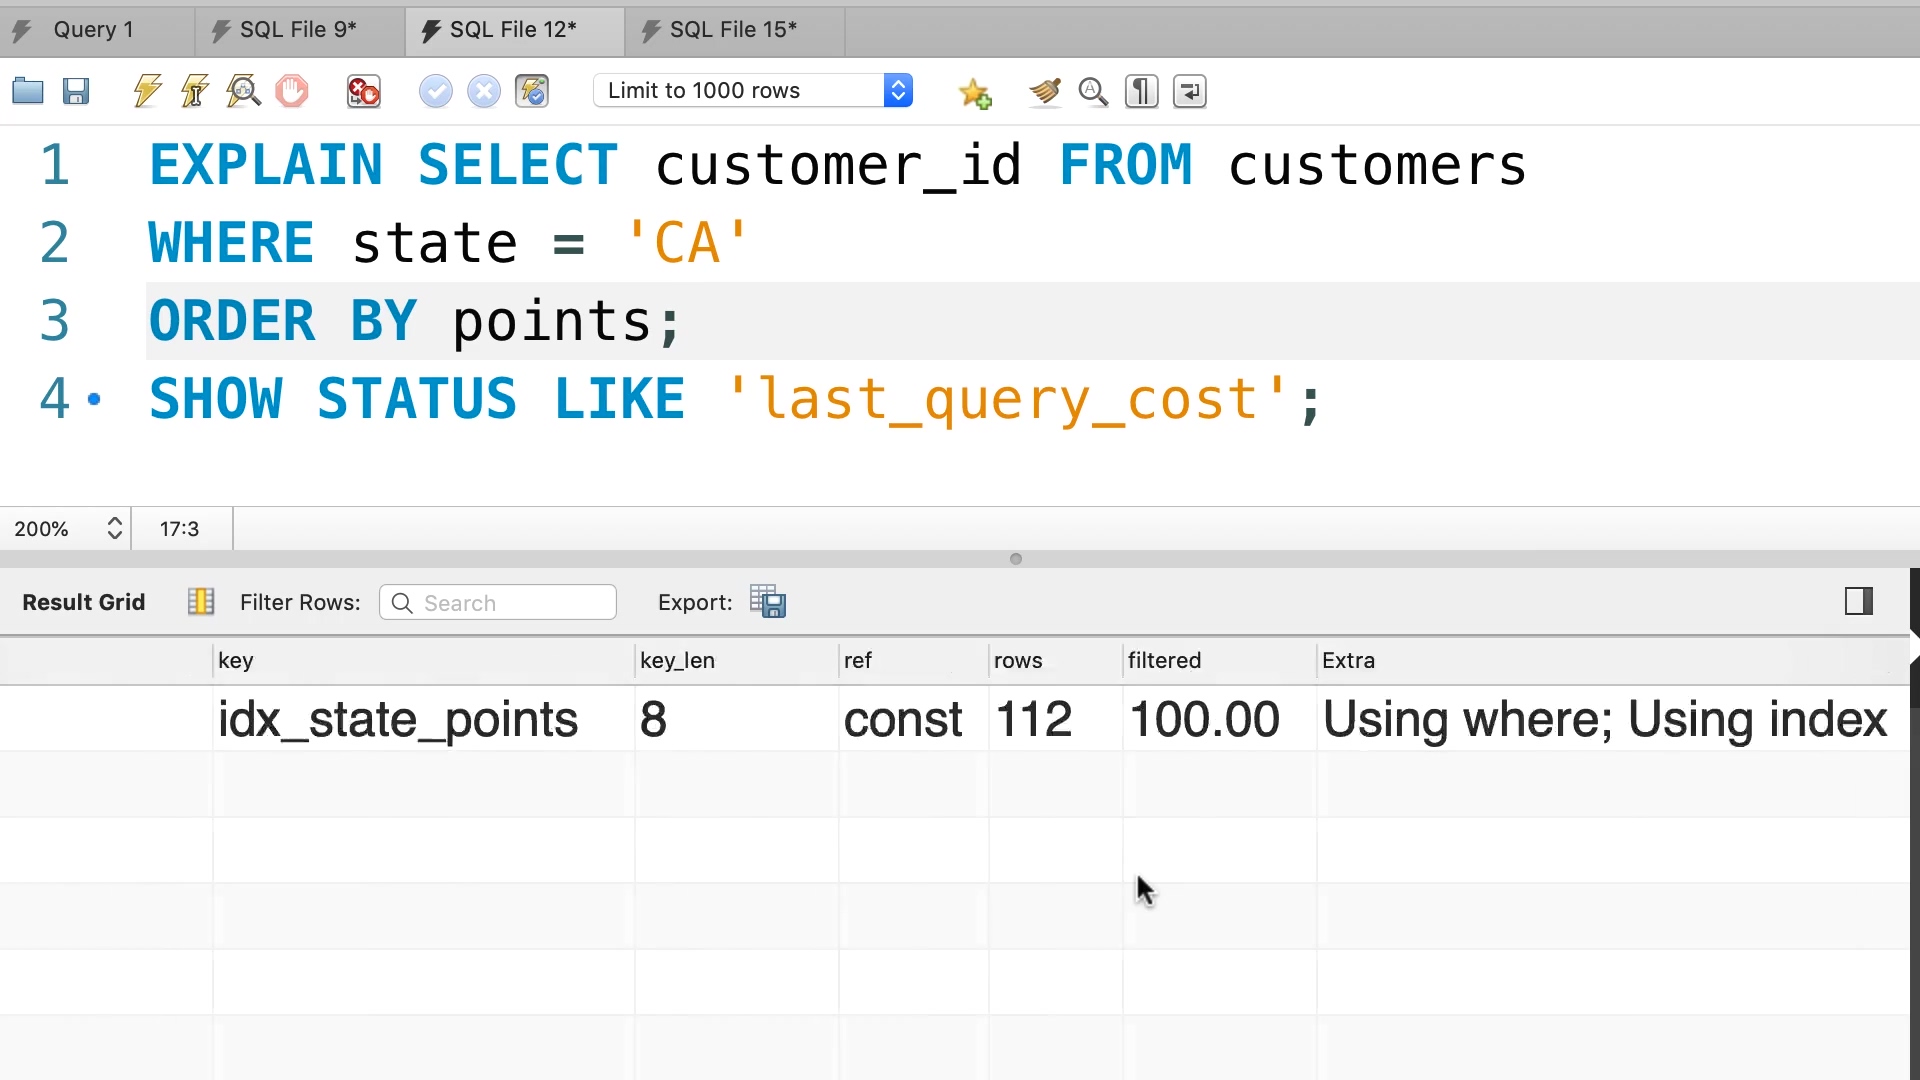 Query 1 SQL File 9* SQL File 12* SQL File 15*
Limit to 1000 rows
1 EXPLAIN SELECT customer_id FROM customers
2 WHERE state = 'CA'
3 ORDER BY points;
4 SHOW STATUS LIKE 'last_query_cost';
200% 17:3
Result Grid Filter Rows: Search Export:
key key_len ref rows filtered Extra
idx_state_points 8 const 112 100.00 Using where; Using index